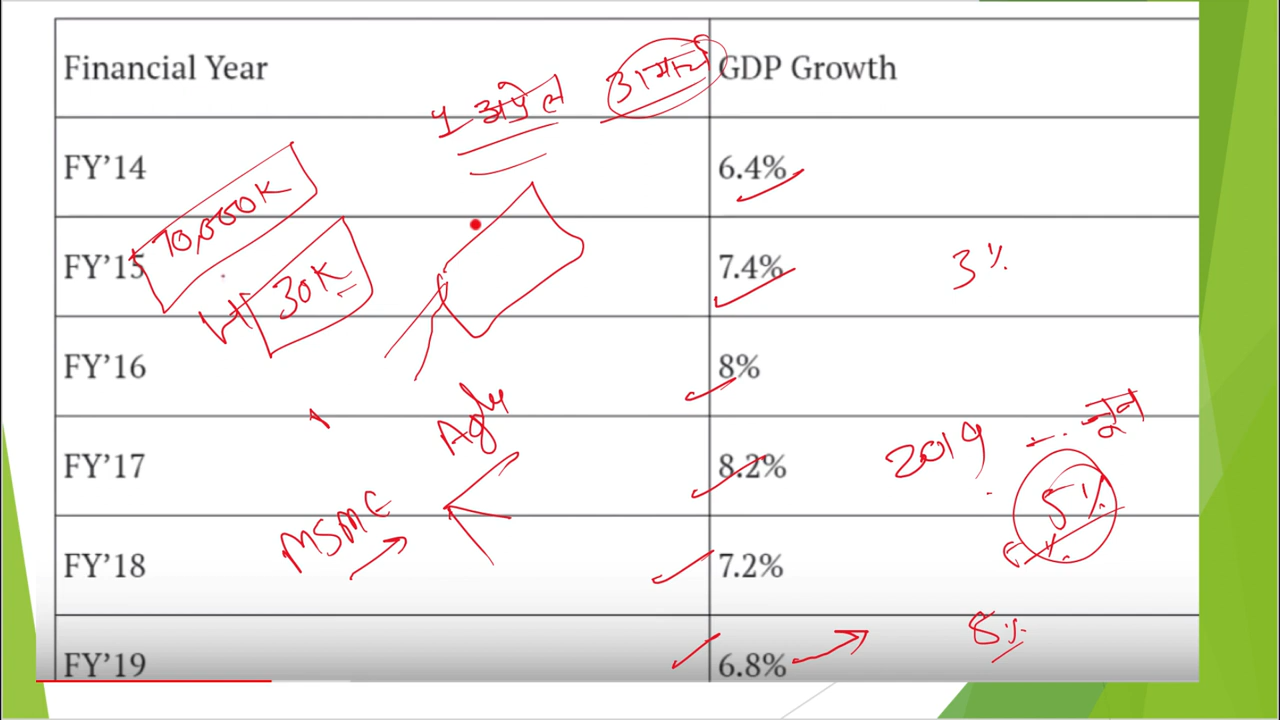 Financial Year GDP Growth
1 अप्रैल 31 मार्च
FY'14 6.4%
10,000K
FY'15 7.4% 3%
30K
FY'16 8%
Agri
2019 जून
FY'17 8.2%
5%
MSME
FY'18 7.2%
8%
FY'19 6.8%